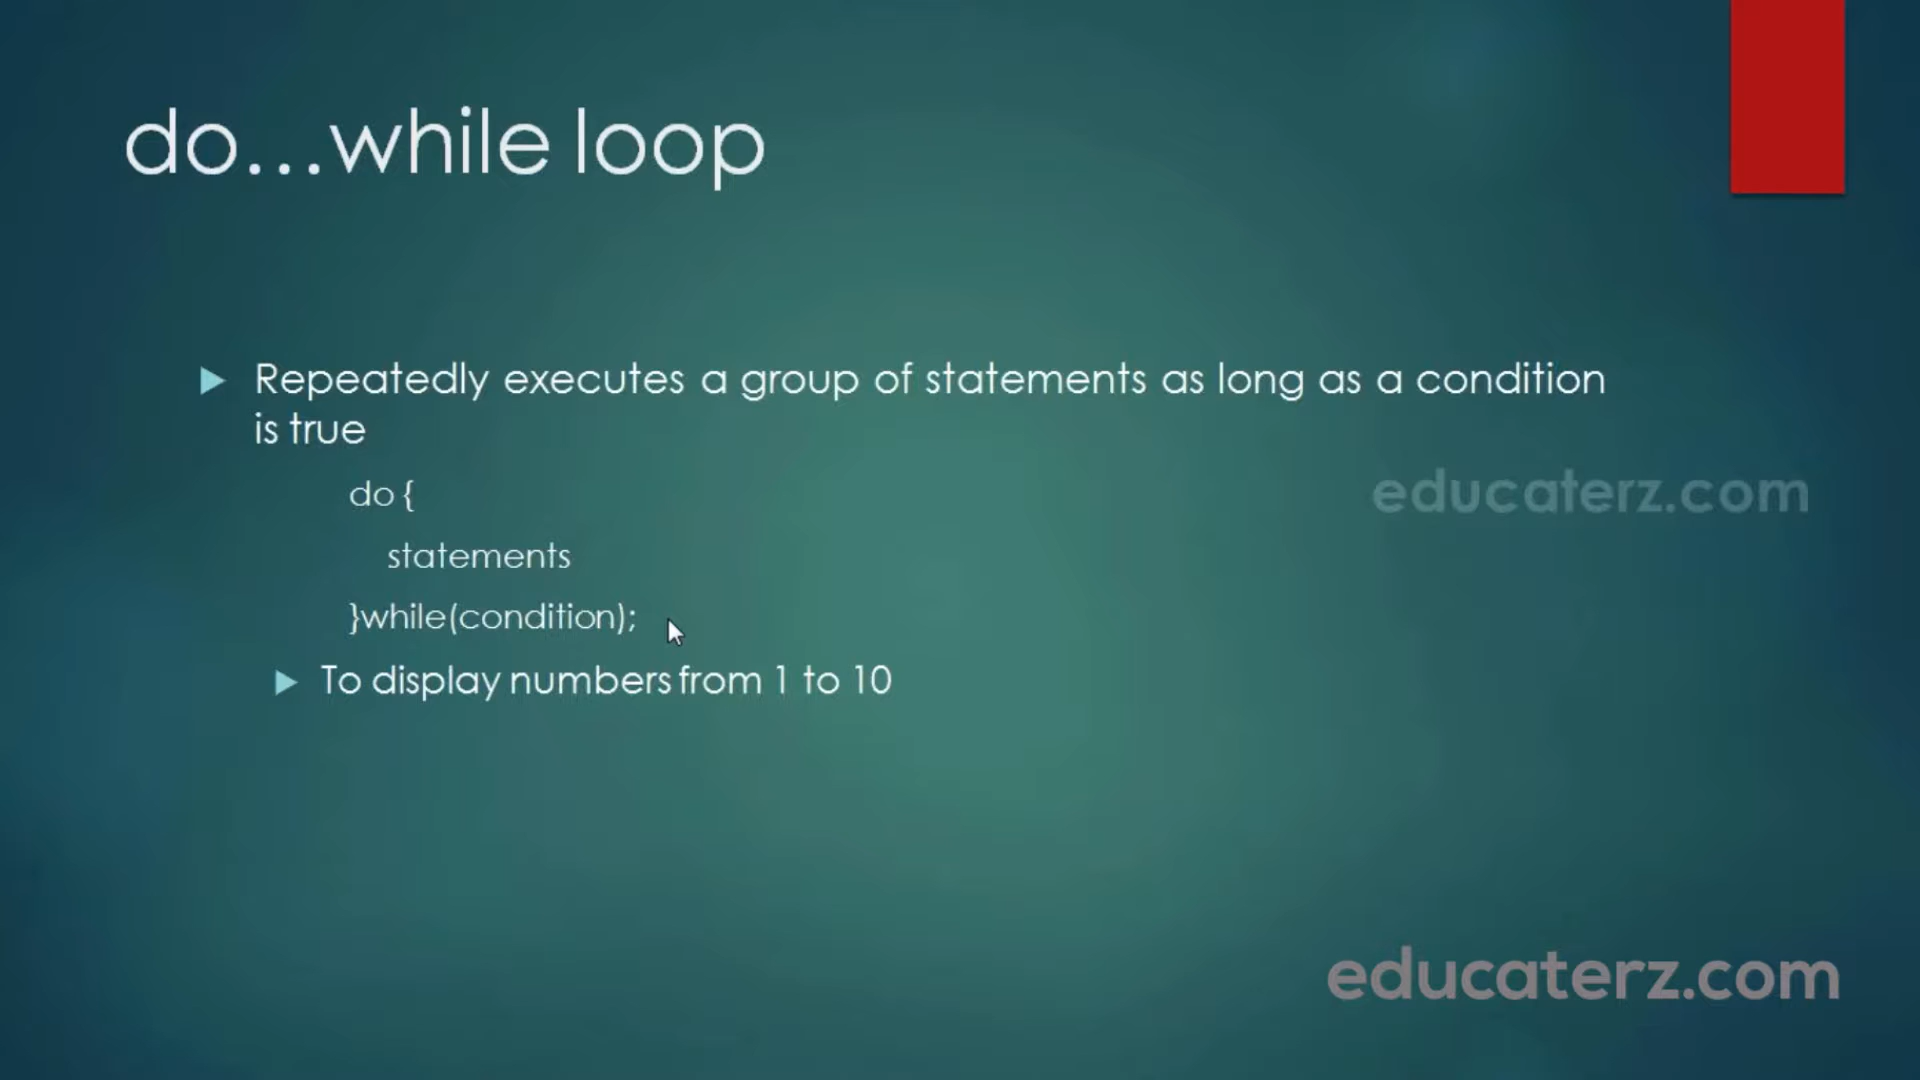 do...while loop
Repeatedly executes a group of statements as long as a condition
is true
do {
educaterz.com
statements
}while(condition);
To display numbers from 1 to 10
educaterz.com